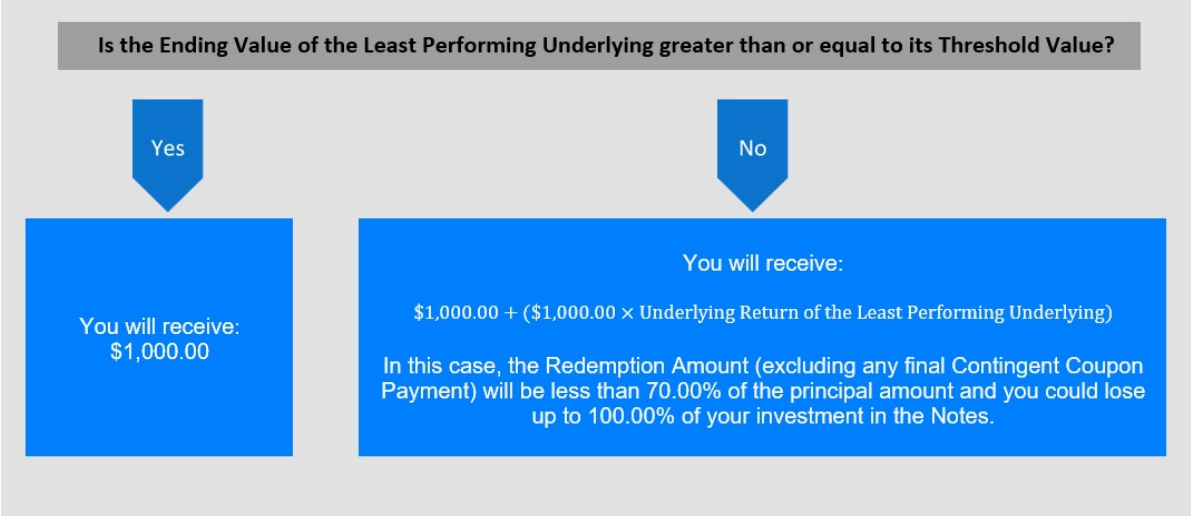 Is the Ending Value of the Least Performing Underlying greater than or equal to its Threshold Value?
Yes
No
You will receive:
$1,000.00
You will receive:
$1,000.00 + ($1,000.00 × Underlying Return of the Least Performing Underlying)
In this case, the Redemption Amount (excluding any final Contingent Coupon
Payment) will be less than 70.00% of the principal amount and you could lose
up to 100.00% of your investment in the Notes.